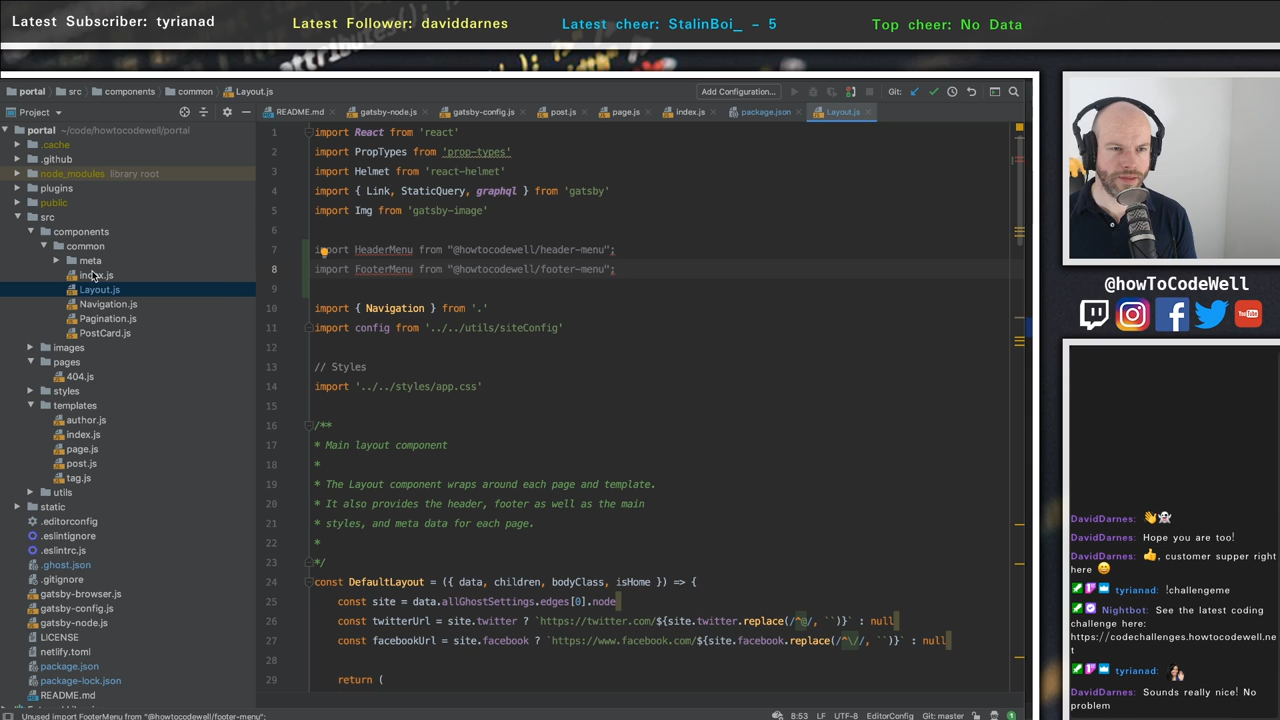 Latest Subscriber: tyrianad
Latest Follower: daviddarnes
Latest cheer: StalinBoi_ - 5
Top cheer: No Data
portal
src
components
common
Layout.js
Add Configuration...
Git:
Project
README.md
gatsby-node.js
gatsby-config.js
post.js
page.js
index.js
package.json
Layout.js
portal ~/code/howtocodewell/portal
.cache
.github
node_modules library root
plugins
public
src
components
common
meta
index.js
Layout.js
Navigation.js
Pagination.js
PostCard.js
images
pages
404.js
styles
templates
author.js
index.js
page.js
post.js
tag.js
utils
static
.editorconfig
.eslintignore
.eslintrc.js
.ghost.json
.gitignore
gatsby-browser.js
gatsby-config.js
gatsby-node.js
LICENSE
netlify.toml
package.json
package-lock.json
README.md
1 import React from 'react'
2 import PropTypes from 'prop-types'
3 import Helmet from 'react-helmet'
4 import { Link, StaticQuery, graphql } from 'gatsby'
5 import Img from 'gatsby-image'
6
7 import HeaderMenu from "@howtocodewell/header-menu";
8 import FooterMenu from "@howtocodewell/footer-menu";
9
10 import { Navigation } from '.'
11 import config from '../../utils/siteConfig'
12
13 // Styles
14 import '../../styles/app.css'
15
16 /**
17 * Main layout component
18 *
19 * The Layout component wraps around each page and template.
20 * It also provides the header, footer as well as the main
21 * styles, and meta data for each page.
22 *
23 */
24 const DefaultLayout = ({ data, children, bodyClass, isHome }) => {
25 const site = data.allGhostSettings.edges[0].node
26 const twitterUrl = site.twitter ? `https://twitter.com/${site.twitter.replace(/^@/, ``)}` : null
27 const facebookUrl = site.facebook ? `https://www.facebook.com/${site.facebook.replace(/^\//, ``)}` : null
28
29 return (
Unused import FooterMenu from "@howtocodewell/footer-menu";
8:53 LF UTF-8 EditorConfig Git: master
1
@howToCodeWell
You
Tube
DavidDarnes:
DavidDarnes: Hope you are too!
DavidDarnes: , customer supper right
here
tyrianad: !challengeme
Nightbot: See the latest coding
challenge here:
https://codechallenges.howtocodewell.ne
t
tyrianad:
DavidDarnes: Sounds really nice! No
problem